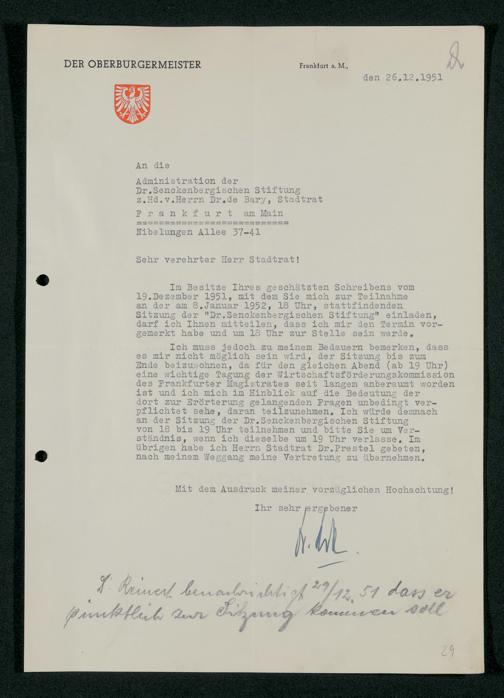 DER OBERBÜRGERMEISTER
Frankfurt a. M.,
den 26.12.1951
An die
Administration der
Dr.Senckenbergischen Stiftung
z.Hd.v.Herrn Dr.de Bary, Stadtrat
F r a n k f u r t  am Main
Nibelungen Allee 37-41
Sehr verehrter Herr Stadtrat!
Im Besitze Ihres geschätzten Schreibens vom
19.Dezember 1951, mit dem Sie mich zur Teilnahme
an der am 8.Januar 1952, 18 Uhr, stattfindenden
Sitzung der "Dr.Senckenbergischen Stiftung" einladen,
darf ich Ihnen mitteilen, dass ich mir den Termin vor-
gemerkt habe und um 18 Uhr zur Stelle sein werde.
Ich muss jedoch zu meinem Bedauern bemerken, dass
es mir nicht möglich sein wird, der Sitzung bis zum
Ende beizuwohnen, da für den gleichen Abend (ab 19 Uhr)
eine wichtige Tagung der Wirtschaftsförderungskommission
des Frankfurter Magistrates seit langem anberaumt worden
ist und ich mich im Hinblick auf die Bedeutung der
dort zur Erörterung gelangenden Fragen unbedingt ver-
pflichtet sehe, daran teilzunehmen. Ich würde demnach
an der Sitzung der Dr.Senckenbergischen Stiftung
von 18 bis 19 Uhr teilnehmen und bitte Sie um Ver-
ständnis, wenn ich dieselbe um 19 Uhr verlasse. Im
übrigen habe ich Herrn Stadtrat Dr.Prestel gebeten,
nach meinem Weggang meine Vertretung zu übernehmen.
Mit dem Ausdruck meiner vorzüglichen Hochachtung!
Ihr sehr ergebener
benachrichtigt 29/12. 51 dass er
pünktlich zur Sitzung kommen soll
29